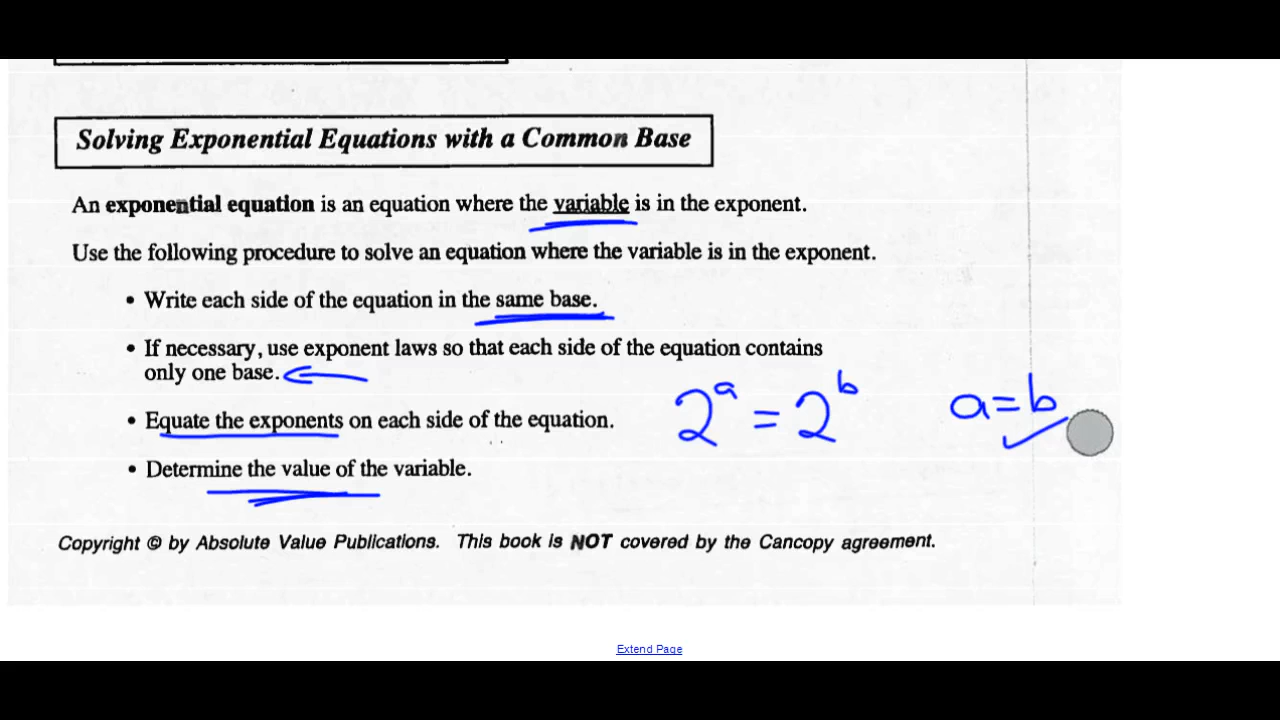 Solving Exponential Equations with a Common Base
An exponential equation is an equation where the variable is in the exponent.
Use the following procedure to solve an equation where the variable is in the exponent.
• Write each side of the equation in the same base.
• If necessary, use exponent laws so that each side of the equation contains
only one base.
• Equate the exponents on each side of the equation.
2^a = 2^b
a=b
• Determine the value of the variable.
Copyright © by Absolute Value Publications. This book is NOT covered by the Cancopy agreement.
Extend Page